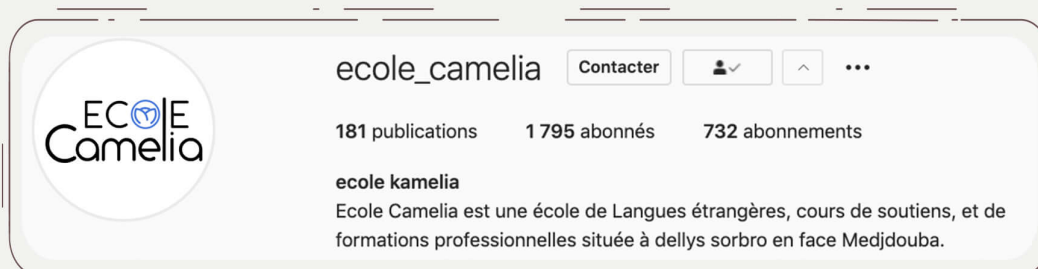 ECOLE
Camelia
ecole_camelia Contacter
181 publications 1 795 abonnés 732 abonnements
ecole kamelia
Ecole Camelia est une école de Langues étrangères, cours de soutiens, et de
formations professionnelles située à dellys sorbro en face Medjdouba.